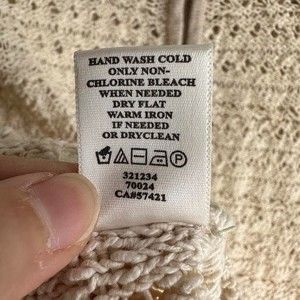 HAND WASH COLD
ONLY NON-
CHLORINE BLEACH
WHEN NEEDED
DRY FLAT
WARM IRON
IF NEEDED
OR DRYCLEAN
P
321234
70024
CA#57421